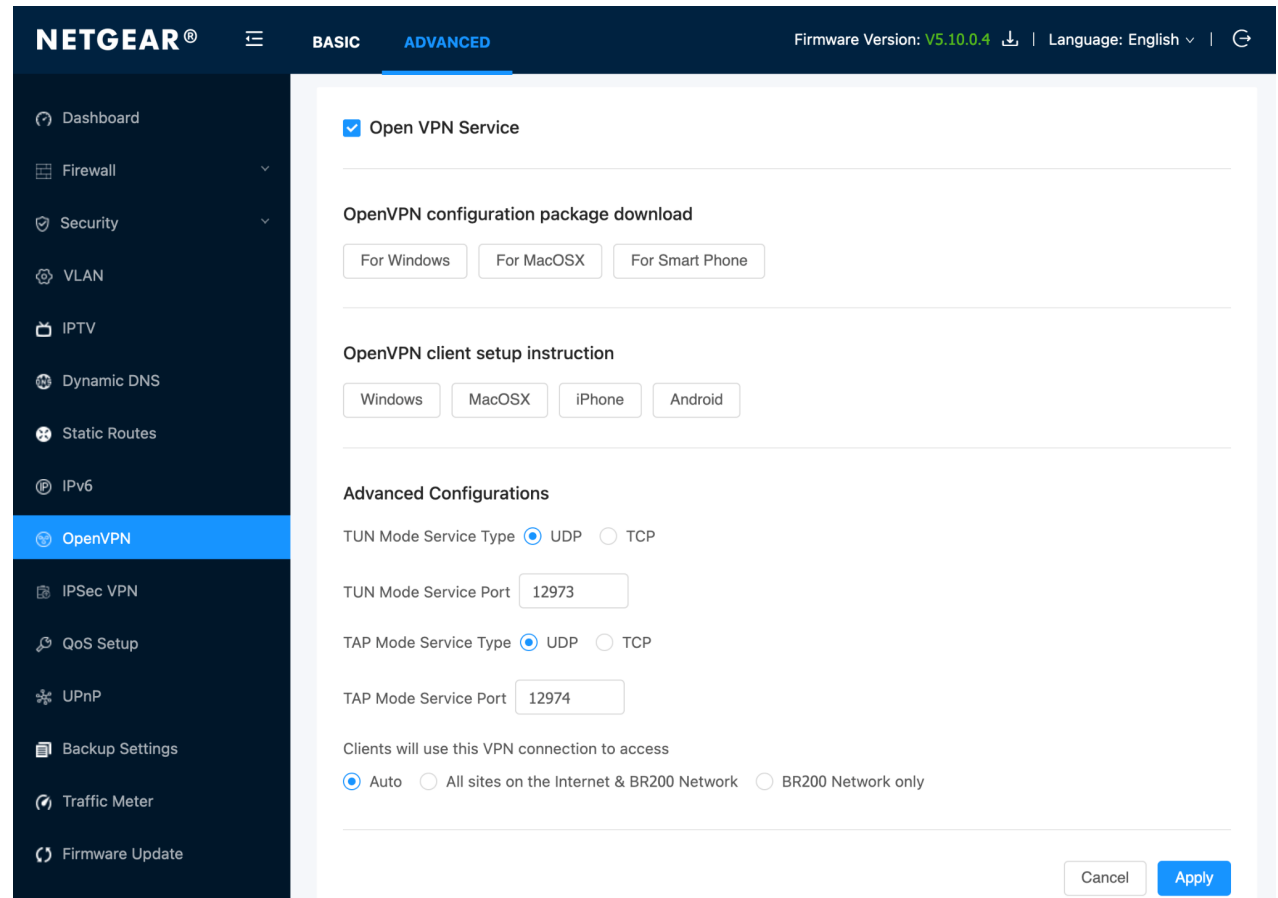 NETGEAR® BASIC ADVANCED Firmware Version: V5.10.0.4 | Language: English |
Dashboard
Firewall
Security
VLAN
IPTV
Dynamic DNS
Static Routes
IPv6
OpenVPN
IPSec VPN
QoS Setup
UPnP
Backup Settings
Traffic Meter
Firmware Update
Open VPN Service
OpenVPN configuration package download
For Windows For MacOSX For Smart Phone
OpenVPN client setup instruction
Windows MacOSX iPhone Android
Advanced Configurations
TUN Mode Service Type UDP TCP
TUN Mode Service Port 12973
TAP Mode Service Type UDP TCP
TAP Mode Service Port 12974
Clients will use this VPN connection to access
Auto All sites on the Internet & BR200 Network BR200 Network only
Cancel Apply